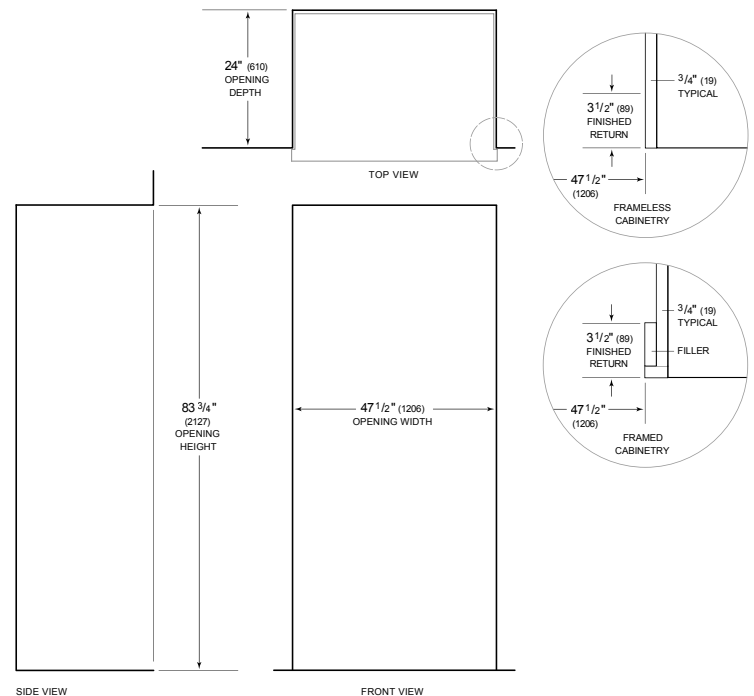 24" (610)
OPENING
DEPTH
TOP VIEW
3/4" (19)
TYPICAL
3 1/2" (89)
FINISHED
RETURN
47 1/2"
(1206)
FRAMELESS
CABINETRY
3/4" (19)
TYPICAL
3 1/2" (89)
FINISHED
RETURN
FILLER
47 1/2"
(1206)
FRAMED
CABINETRY
83 3/4"
(2127)
OPENING
HEIGHT
47 1/2" (1206)
OPENING WIDTH
SIDE VIEW
FRONT VIEW